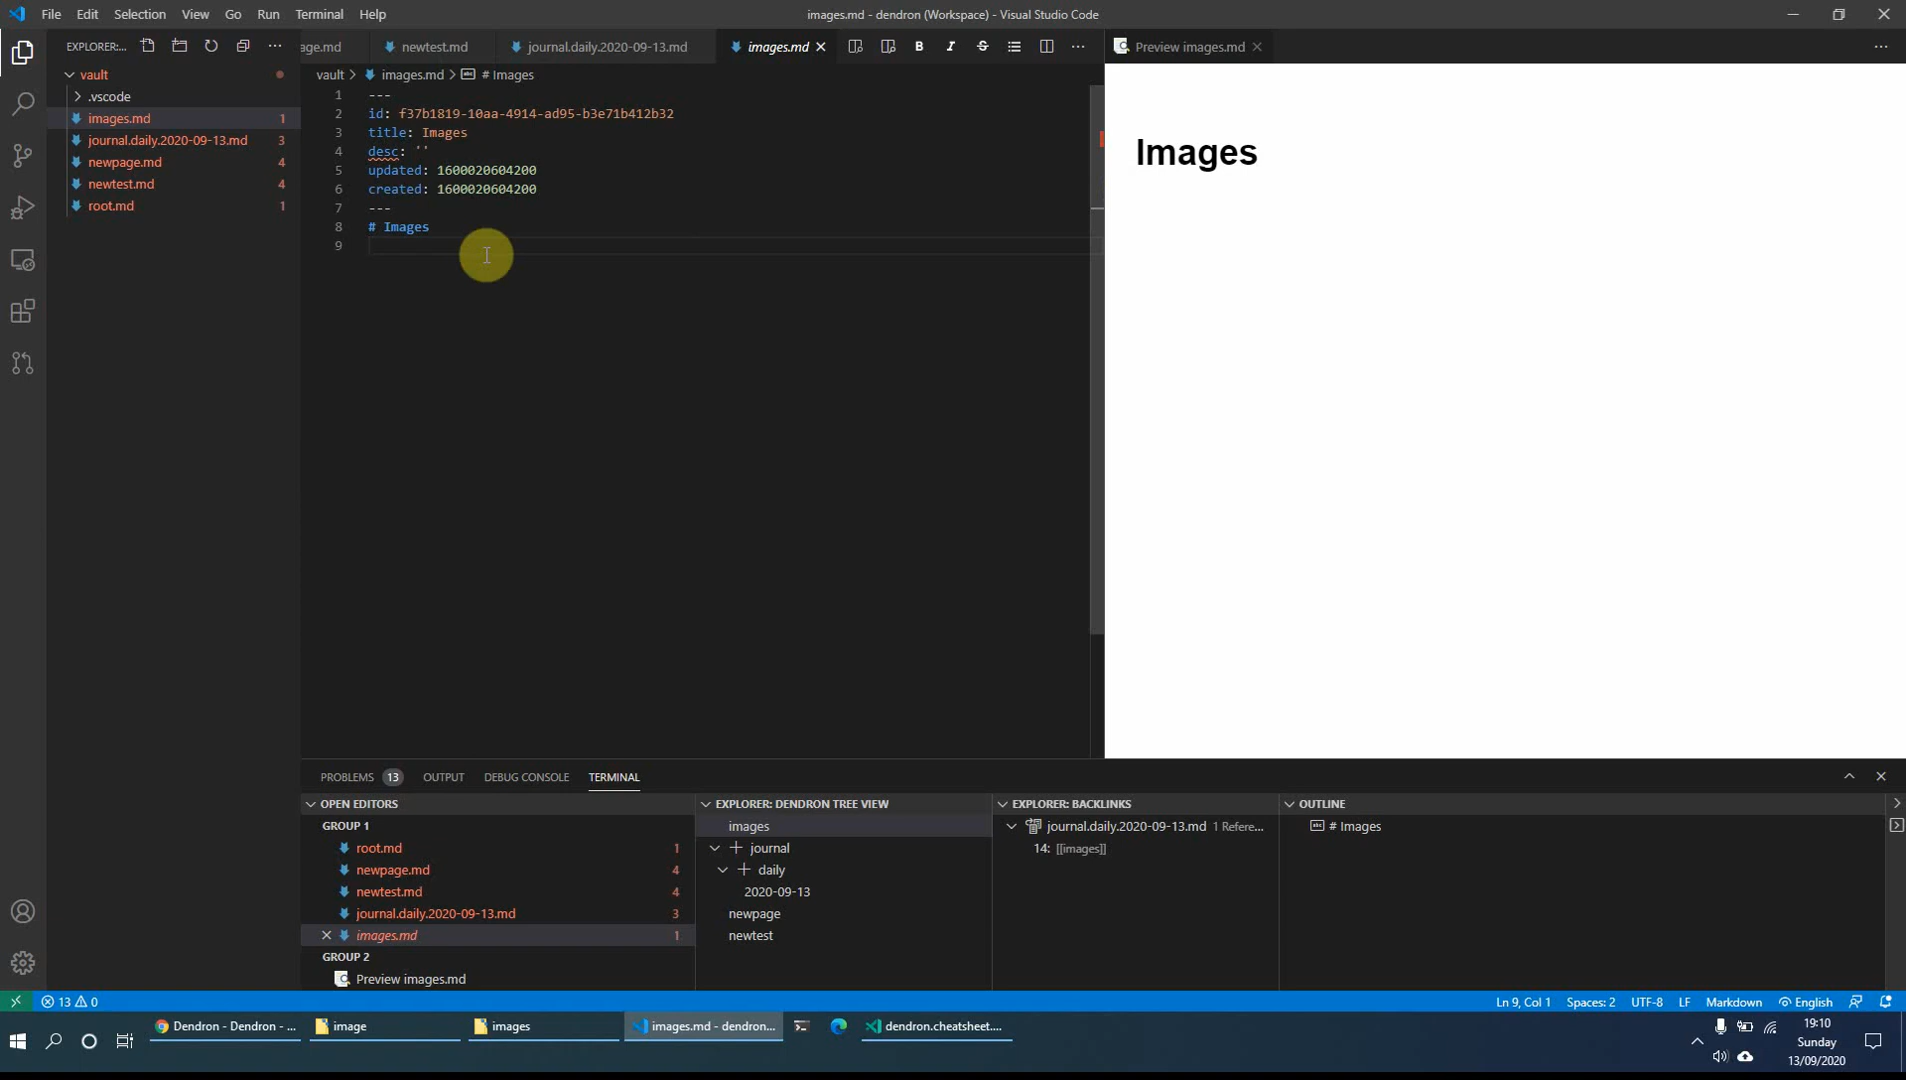 File Edit Selection View Go Run Terminal Help
images.md - dendron (Workspace) - Visual Studio Code
EXPLORER:...
vault
.vscode
images.md 1
journal.daily.2020-09-13.md 3
newpage.md 4
newtest.md 4
root.md 1
age.md newtest.md journal.daily.2020-09-13.md images.md
vault > images.md > # Images
1 ---
2 id: f37b1819-10aa-4914-ad95-b3e71b412b32
3 title: Images
4 desc: ''
5 updated: 1600020604200
6 created: 1600020604200
7 ---
8 # Images
9
Preview images.md
Images
PROBLEMS 13 OUTPUT DEBUG CONSOLE TERMINAL
OPEN EDITORS
GROUP 1
root.md 1
newpage.md 4
newtest.md 4
journal.daily.2020-09-13.md 3
images.md 1
GROUP 2
Preview images.md
EXPLORER: DENDRON TREE VIEW
images
journal
daily
2020-09-13
newpage
newtest
EXPLORER: BACKLINKS
journal.daily.2020-09-13.md 1 Refere...
14: [[images]]
OUTLINE
# Images
13 0
Ln 9, Col 1 Spaces: 2 UTF-8 LF Markdown English
Dendron - Dendron - ... image images images.md - dendron... dendron.cheatsheet....
19:10
Sunday
13/09/2020